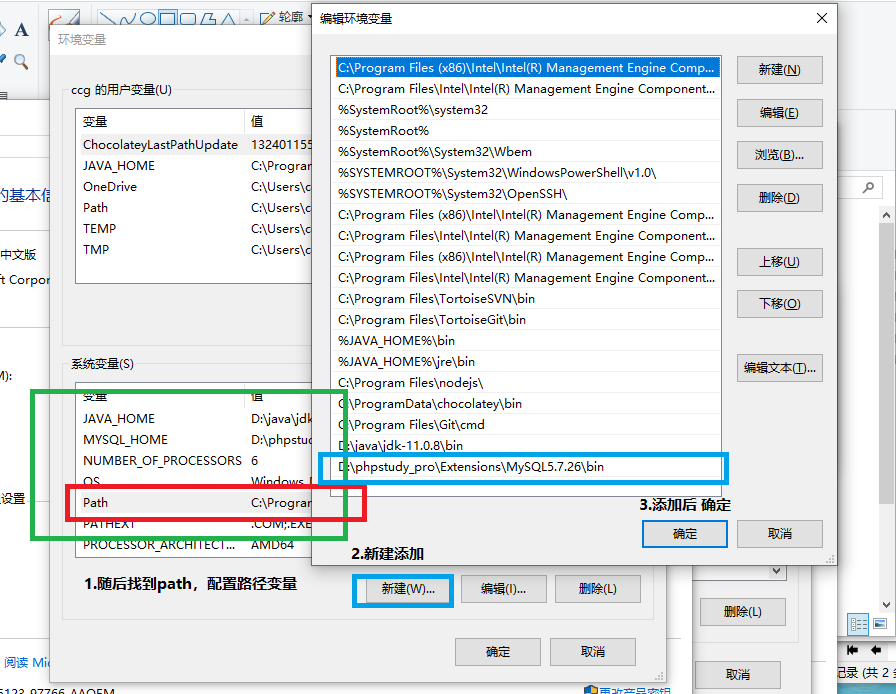 A
轮廓
环境变量
ccg 的用户变量(U)
变量 值
ChocolateyLastPathUpdate 132401155
JAVA_HOME C:\Program
OneDrive C:\Users\c
Path C:\Users\c
TEMP C:\Users\c
TMP C:\Users\c
系统变量(S)
变量 值
JAVA_HOME D:\java\jdk
MYSQL_HOME D:\phpstu
NUMBER_OF_PROCESSORS 6
OS Windows_
Path C:\Program
PATHEXT .COM;.EXE
PROCESSOR_ARCHITECT... AMD64
1.随后找到path，配置路径变量
2.新建添加
新建(W)...
编辑(I)...
删除(L)
确定
取消
编辑环境变量
C:\Program Files (x86)\Intel\Intel(R) Management Engine Comp...
C:\Program Files\Intel\Intel(R) Management Engine Component...
%SystemRoot%\system32
%SystemRoot%
%SystemRoot%\System32\Wbem
%SYSTEMROOT%\System32\WindowsPowerShell\v1.0\
%SYSTEMROOT%\System32\OpenSSH\
C:\Program Files (x86)\Intel\Intel(R) Management Engine Comp...
C:\Program Files\Intel\Intel(R) Management Engine Component...
C:\Program Files (x86)\Intel\Intel(R) Management Engine Comp...
C:\Program Files\Intel\Intel(R) Management Engine Component...
C:\Program Files\TortoiseSVN\bin
C:\Program Files\TortoiseGit\bin
%JAVA_HOME%\bin
%JAVA_HOME%\jre\bin
C:\Program Files\nodejs\
C:\ProgramData\chocolatey\bin
C:\Program Files\Git\cmd
D:\java\jdk-11.0.8\bin
D:\phpstudy_pro\Extensions\MySQL5.7.26\bin
新建(N)
编辑(E)
浏览(B)...
删除(D)
上移(U)
下移(O)
编辑文本(T)...
3.添加后 确定
确定
取消
的基本信
中文版
ft Corpor
M):
设置
阅读 Mic
删除(L)
取消
记录 (共 2
6123-97766-AAOEM
更改产品密钥